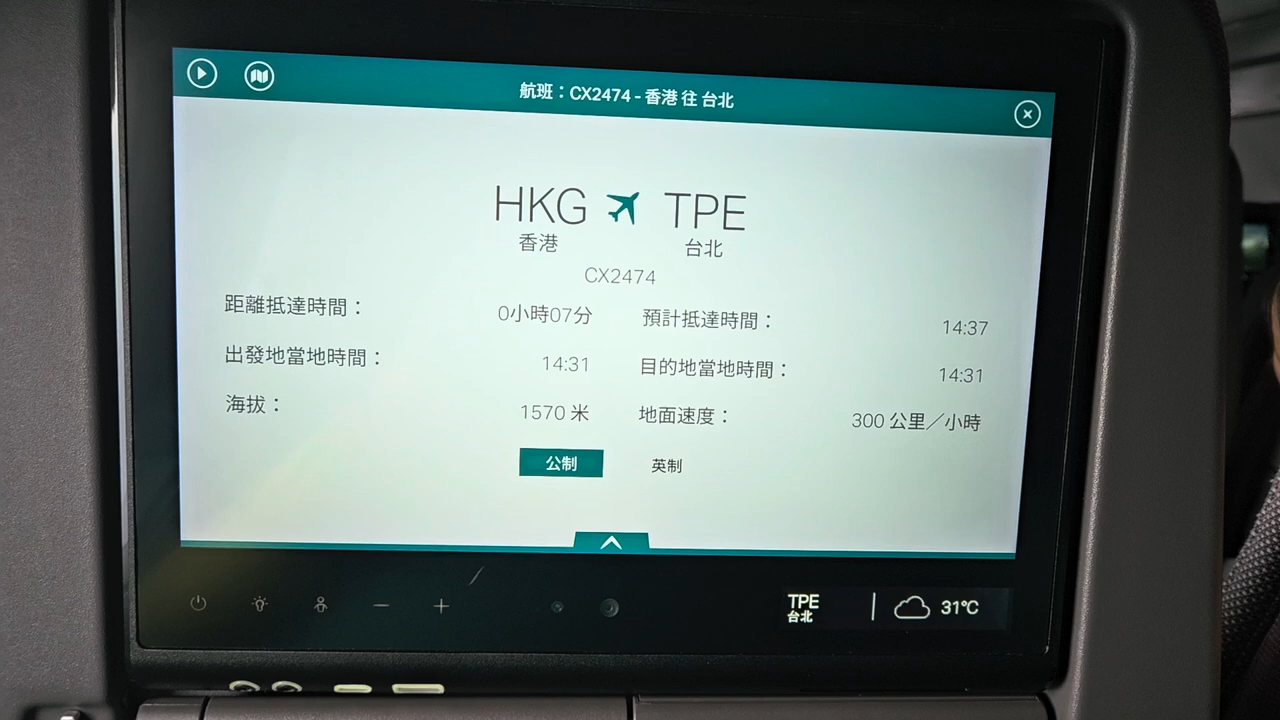 航班：CX2474 - 香港 往 台北
HKG TPE
香港 台北
CX2474
距離抵達時間： 0小時07分 預計抵達時間： 14:37
出發地當地時間： 14:31 目的地當地時間： 14:31
海拔： 1570 米 地面速度： 300 公里／小時
公制 英制
TPE
台北
31°C